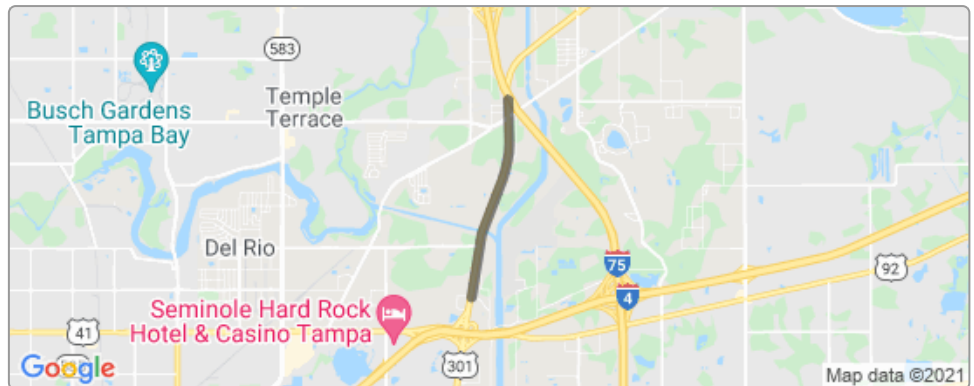 583
Busch Gardens
Tampa Bay
Temple
Terrace
Del Rio
75
4
92
Seminole Hard Rock
Hotel & Casino Tampa
41
301
Google
Map data ©2021